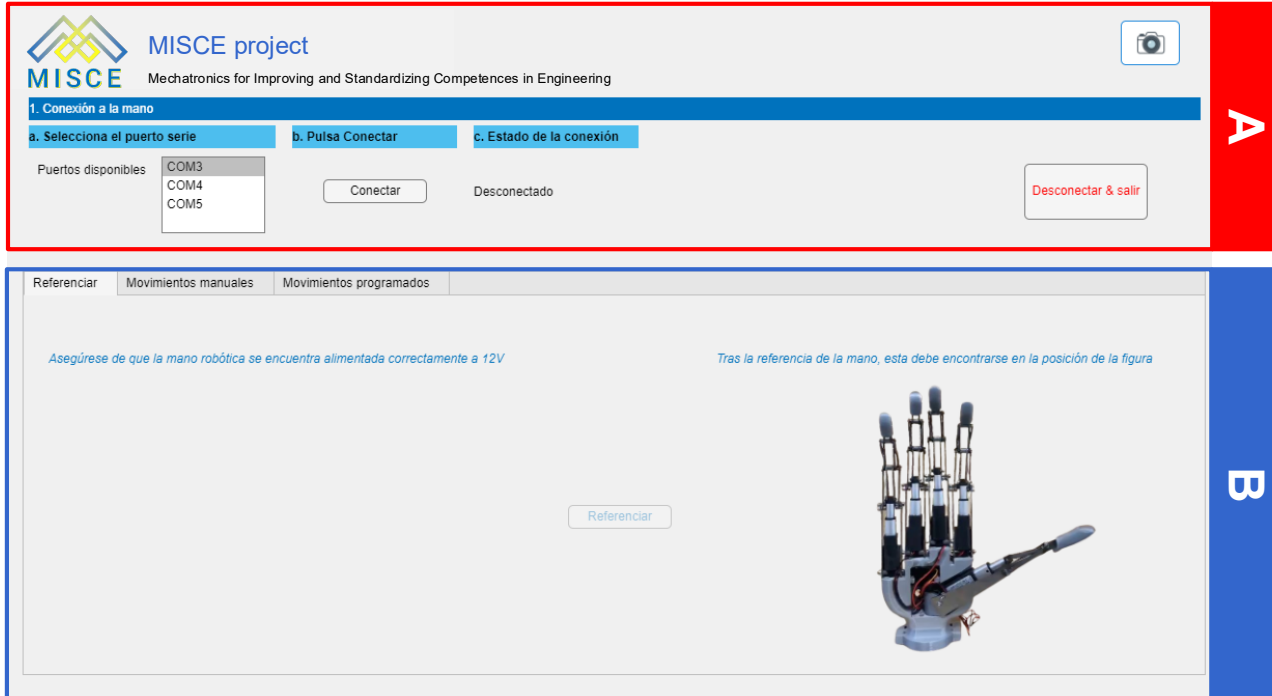 MISCE
MISCE project
Mechatronics for Improving and Standardizing Competences in Engineering
1. Conexión a la mano
a. Selecciona el puerto serie
b. Pulsa Conectar
c. Estado de la conexión
Puertos disponibles
COM3
COM4
COM5
Conectar
Desconectado
Desconectar & salir
A
Referenciar
Movimientos manuales
Movimientos programados
Asegúrese de que la mano robótica se encuentra alimentada correctamente a 12V
Tras la referencia de la mano, esta debe encontrarse en la posición de la figura
Referenciar
B